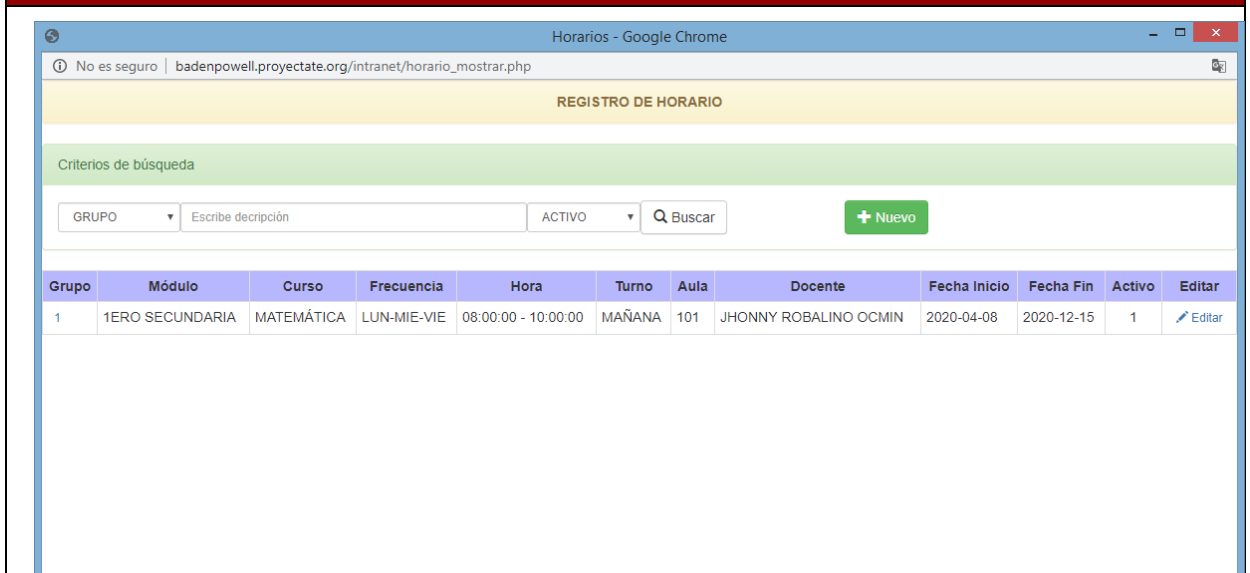 Horarios - Google Chrome
No es seguro | badenpowell.proyectate.org/intranet/horario_mostrar.php
REGISTRO DE HORARIO
Criterios de búsqueda
GRUPO Escribe decripción ACTIVO Buscar Nuevo
Grupo Módulo Curso Frecuencia Hora Turno Aula Docente Fecha Inicio Fecha Fin Activo Editar
1 1ERO SECUNDARIA MATEMÁTICA LUN-MIE-VIE 08:00:00 - 10:00:00 MAÑANA 101 JHONNY ROBALINO OCMIN 2020-04-08 2020-12-15 1 Editar